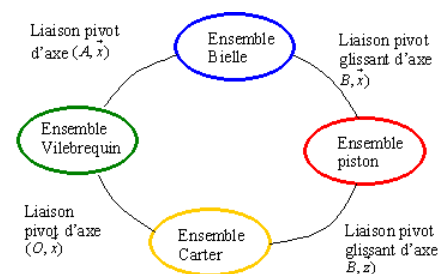 Liaison pivot
d'axe (A, x)
Ensemble
Bielle
Liaison pivot
glissant d'axe
B, x)
Ensemble
Vilebrequin
Ensemble
piston
Liaison
pivot d'axe
(O, x)
Ensemble
Carter
Liaison pivot
glissant d'axe
B, z)